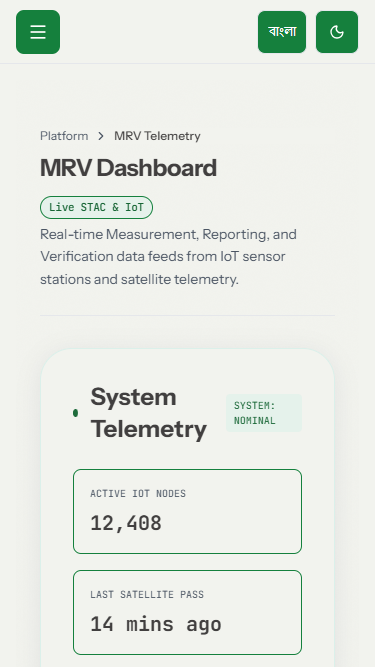 বাংলা
Platform > MRV Telemetry
MRV Dashboard
Live STAC & IoT
Real-time Measurement, Reporting, and
Verification data feeds from IoT sensor
stations and satellite telemetry.
System
Telemetry
SYSTEM:
NOMINAL
ACTIVE IOT NODES
12,408
LAST SATELLITE PASS
14 mins ago